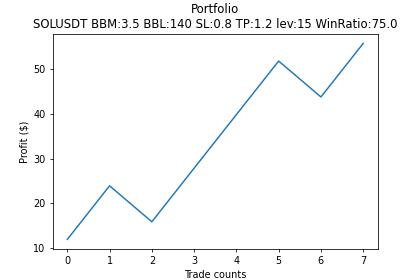 Portfolio
SOLUSDT BBM:3.5 BBL:140 SL:0.8 TP:1.2 lev:15 WinRatio:75.0
Profit ($)
50
40
30
20
10
0 1 2 3 4 5 6 7
Trade counts